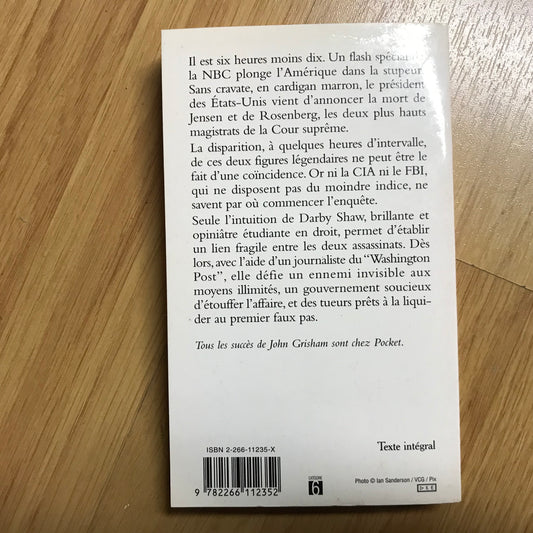 Il est six heures moins dix. Un flash spécial
la NBC plonge l'Amérique dans la stupeur.
Sans cravate, en cardigan marron, le président
des États-Unis vient d'annoncer la mort de
Jensen et de Rosenberg, les deux plus hauts
magistrats de la Cour suprême.
La disparition, à quelques heures d'intervalle,
de ces deux figures légendaires ne peut être le
fait d'une coïncidence. Or ni la CIA ni le FBI,
qui ne disposent pas du moindre indice, ne
savent par où commencer l'enquête.
Seule l'intuition de Darby Shaw, brillante et
opiniâtre étudiante en droit, permet d'établir
un lien fragile entre les deux assassinats. Dès
lors, avec l'aide d'un journaliste du "Washington
Post", elle défie un ennemi invisible aux
moyens illimités, un gouvernement soucieux
d'étouffer l'affaire, et des tueurs prêts à la liqui-
der au premier faux pas.
Tous les succès de John Grisham sont chez Pocket.
Texte intégral
ISBN 2-266-11235-X
9 782266 112352
CATÉGORIE
6
Photo © Ian Sanderson / VCG / Pix